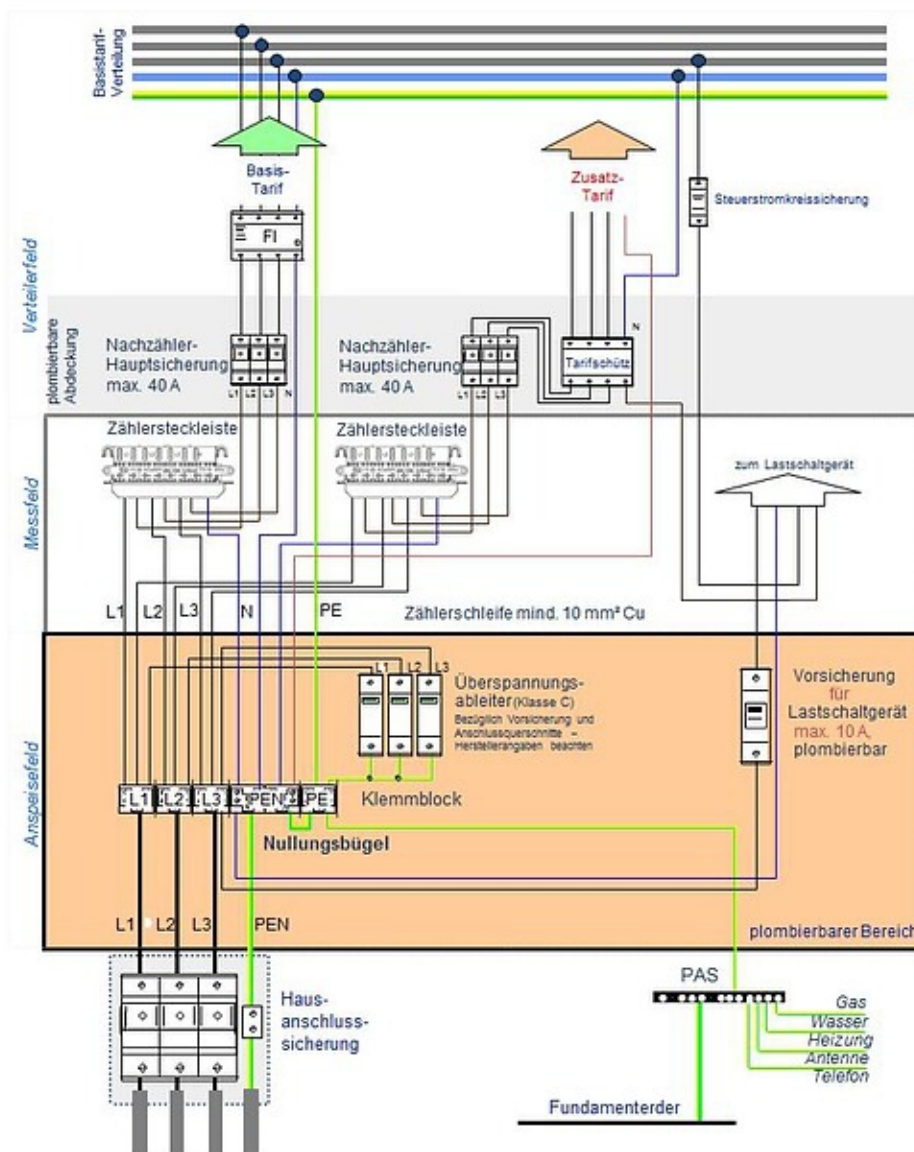 Basistarif-
Verteilung
Basis-
Tarif
Zusatz-
Tarif
Steuerstromkreissicherung
FI
Verteilerfeld
plombierbare
Abdeckung
Nachzähler-
Hauptsicherung
max. 40 A
L1 L2 L3 N
Nachzähler-
Hauptsicherung
max. 40 A
L1 L2 L3
N
Tarifschütz
Messfeld
Zählersteckleiste
Zählersteckleiste
zum Lastschaltgerät
L1 L2 L3 N PE
Zählerschleife mind. 10 mm² Cu
Anspeisefeld
L1 L2 L3
Überspannungs-
ableiter (Klasse C)
Bezüglich Vorsicherung und
Anschlussquerschnitte –
Herstellerangaben beachten
Vorsicherung
für
Lastschaltgerät
max. 10 A,
plombierbar
L1 L2 L3 PEN PE
Klemmblock
Nullungsbügel
L1 L2 L3 PEN
plombierbarer Bereich
Haus-
anschluss-
sicherung
PAS
Gas
Wasser
Heizung
Antenne
Telefon
Fundamenterder